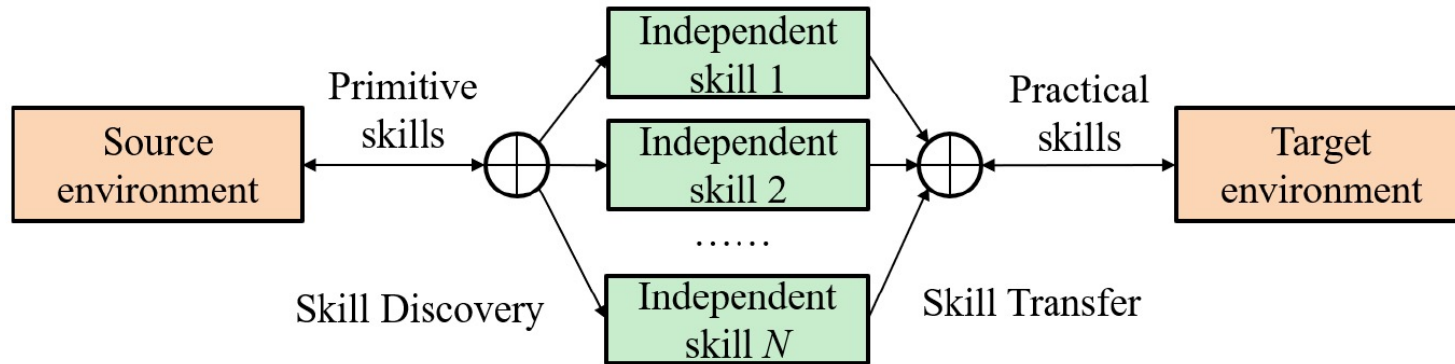 Source
environment
Primitive
skills
Skill Discovery
Independent
skill 1
Independent
skill 2
……
Independent
skill N
Practical
skills
Skill Transfer
Target
environment